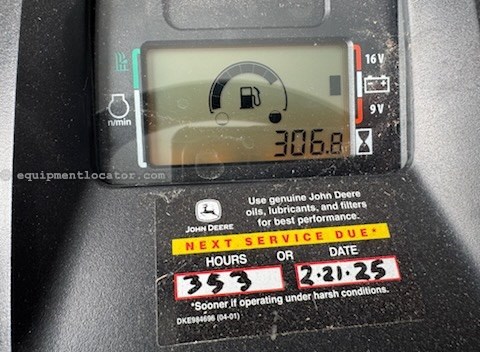 16V
9V
n/min
306.8
© equipmentlocator.com
JOHN DEERE
Use genuine John Deere
oils, lubricants, and filters
for best performance.
NEXT SERVICE DUE*
HOURS OR DATE
353 2-21-25
*Sooner if operating under harsh conditions.
DKE984696 (04-01)